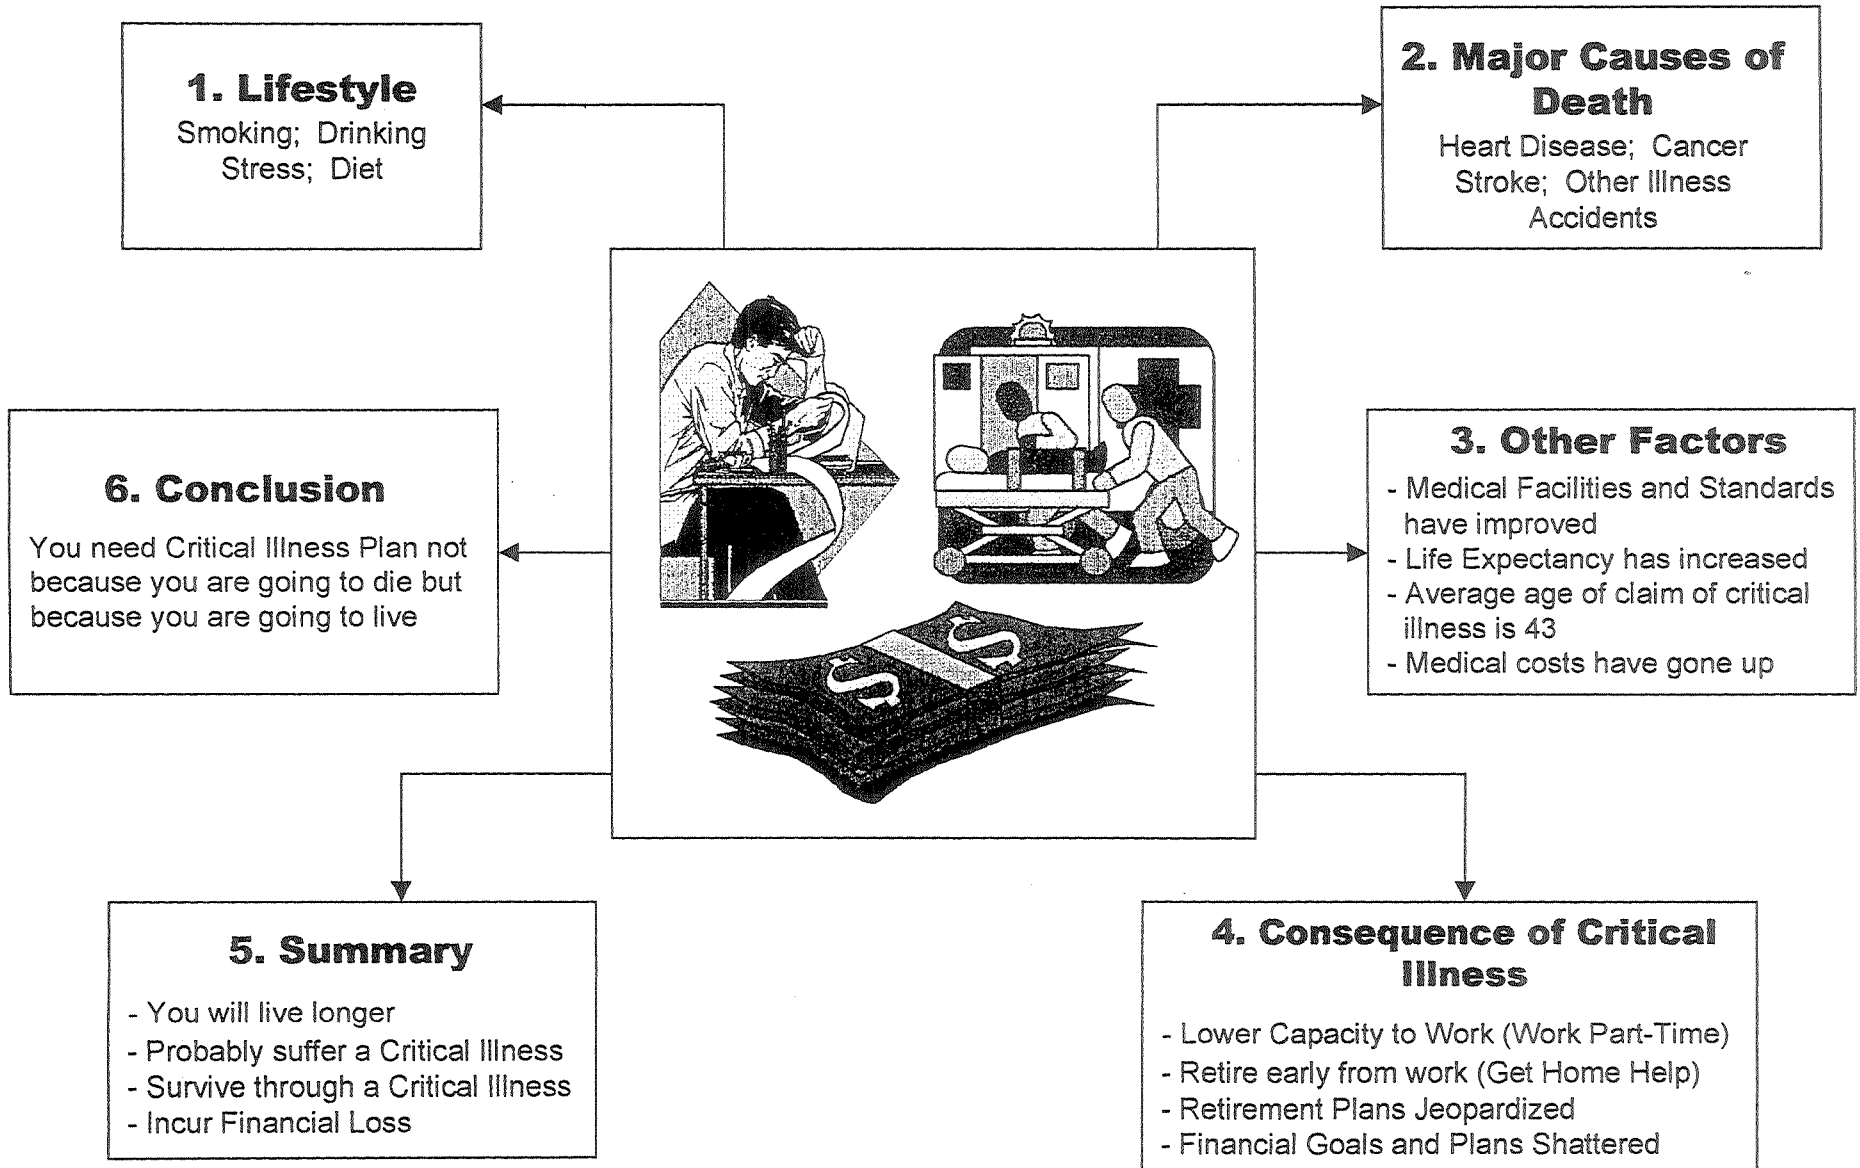 1. Lifestyle
Smoking; Drinking
Stress; Diet
2. Major Causes of
Death
Heart Disease; Cancer
Stroke; Other Illness
Accidents
3. Other Factors
- Medical Facilities and Standards
have improved
- Life Expectancy has increased
- Average age of claim of critical
illness is 43
- Medical costs have gone up
4. Consequence of Critical
Illness
- Lower Capacity to Work (Work Part-Time)
- Retire early from work (Get Home Help)
- Retirement Plans Jeopardized
- Financial Goals and Plans Shattered
5. Summary
- You will live longer
- Probably suffer a Critical Illness
- Survive through a Critical Illness
- Incur Financial Loss
6. Conclusion
You need Critical Illness Plan not
because you are going to die but
because you are going to live
$ $